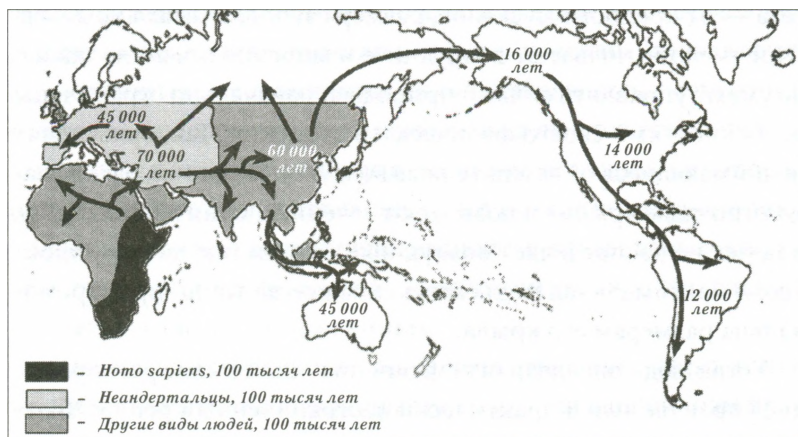 16 000
лет
45 000
лет
70 000
лет
60 000
лет
14 000
лет
45 000
лет
12 000
лет
Homo sapiens, 100 тысяч лет
– Неандертальцы, 100 тысяч лет
– Другие виды людей, 100 тысяч лет